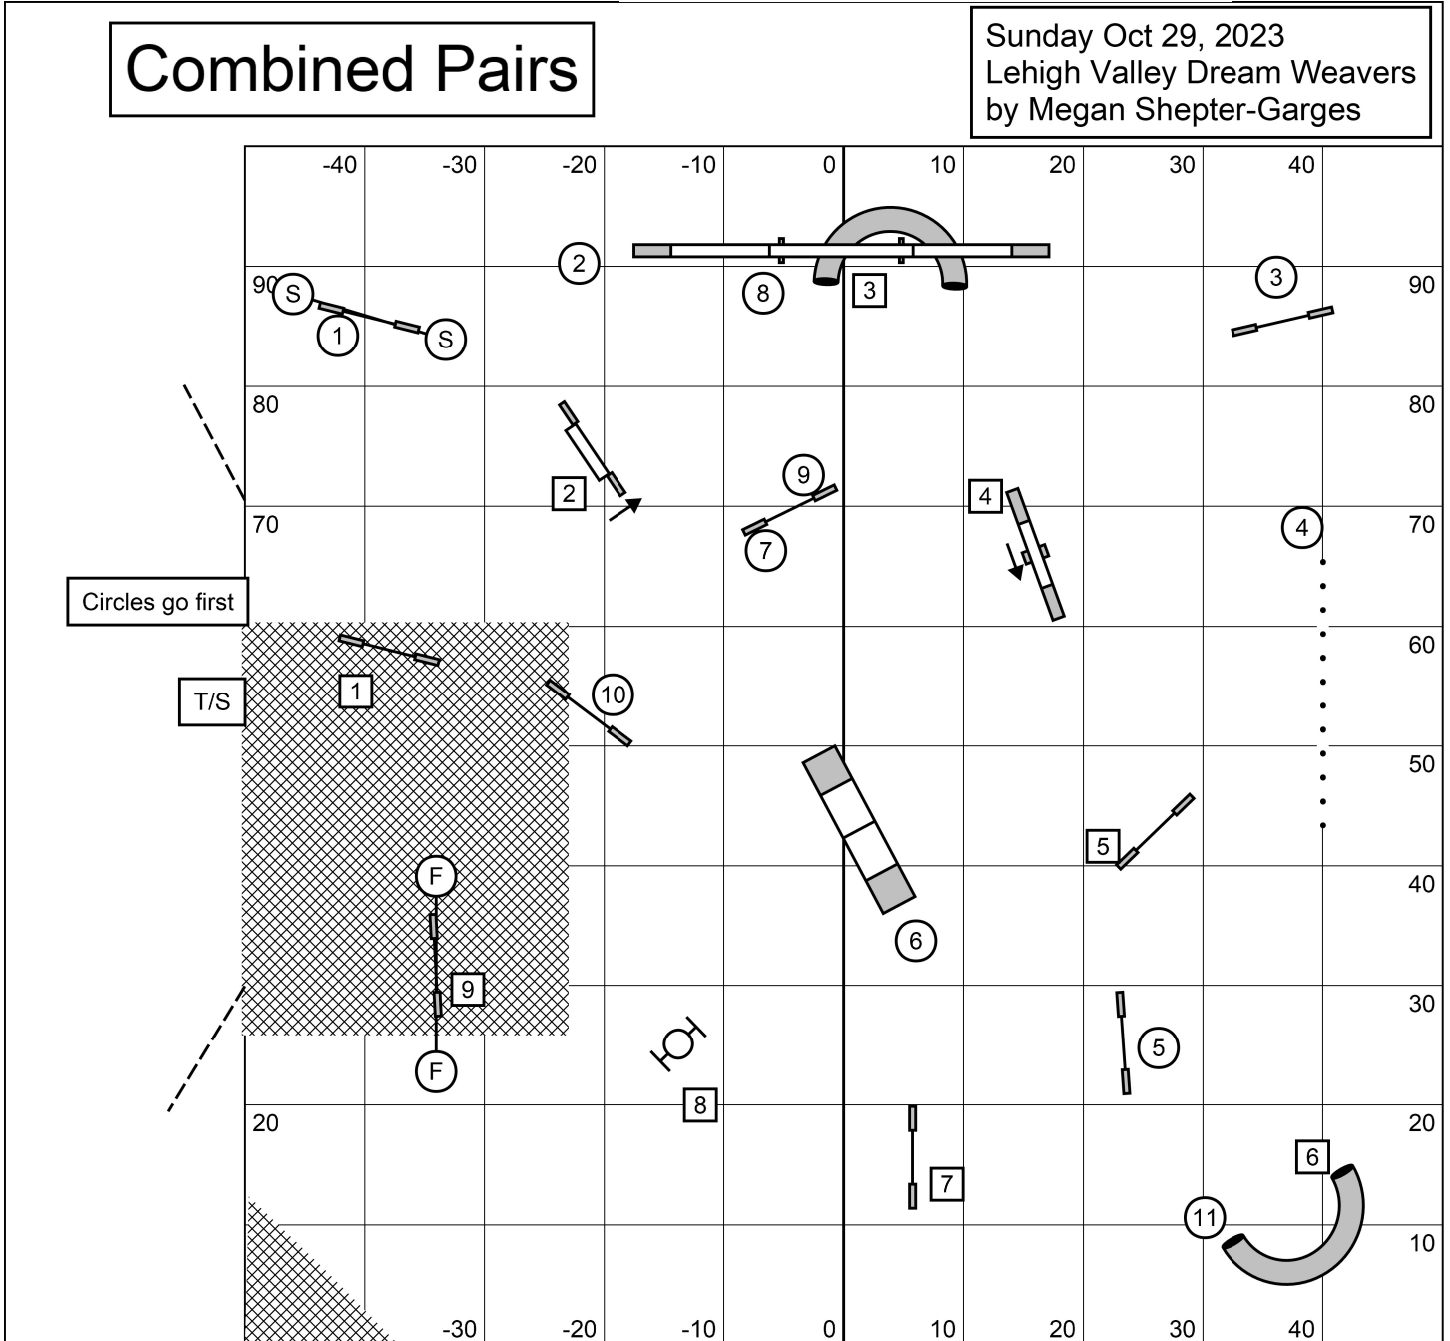 Combined Pairs
Sunday Oct 29, 2023
Lehigh Valley Dream Weavers
by Megan Shepter-Garges
-40 -30 -20 -10 0 10 20 30 40
2
90 S 8 3 3 90
1 S
80 80
9
2 4
70 7 4 70
Circles go first
60
1 10
T/S
50
5
F 40
6
9 30
5
F
8
20 20
6
7
11
10
-30 -20 -10 0 10 20 30 40